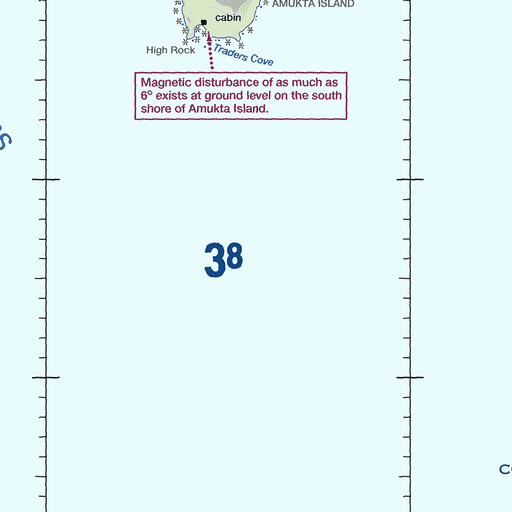 AMUKTA ISLAND
cabin
High Rock
Traders Cove
Magnetic disturbance of as much as
6° exists at ground level on the south
shore of Amukta Island.
38